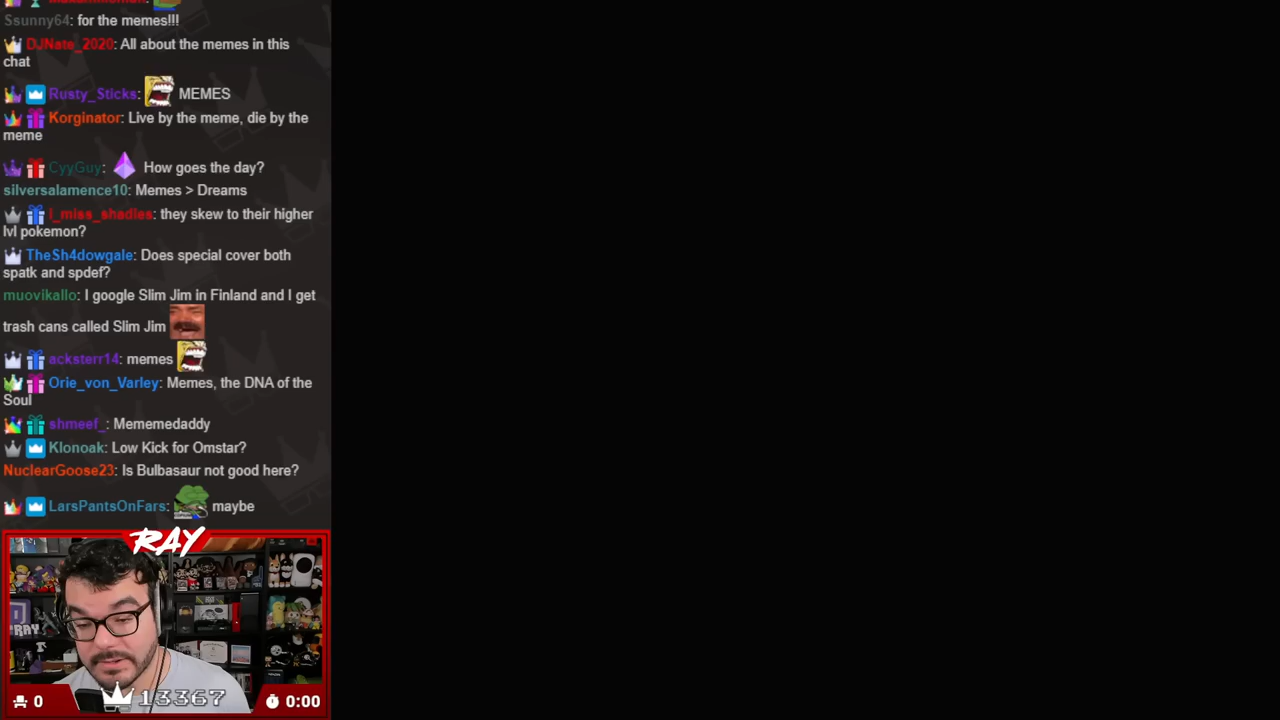 Ssunny64: for the memes!!!
DJNate_2020: All about the memes in this
chat
Rusty_Sticks: MEMES
Korginator: Live by the meme, die by the
meme
CyyGuy: How goes the day?
silversalamence10: Memes > Dreams
I_miss_shadles: they skew to their higher
lvl pokemon?
TheSh4dowgale: Does special cover both
spatk and spdef?
muovikallo: I google Slim Jim in Finland and I get
trash cans called Slim Jim
acksterr14: memes
Orie_von_Varley: Memes, the DNA of the
Soul
shmeef_: Mememedaddy
Klonoak: Low Kick for Omstar?
NuclearGoose23: Is Bulbasaur not good here?
LarsPantsOnFars: maybe
RAY
0
13367
0:00